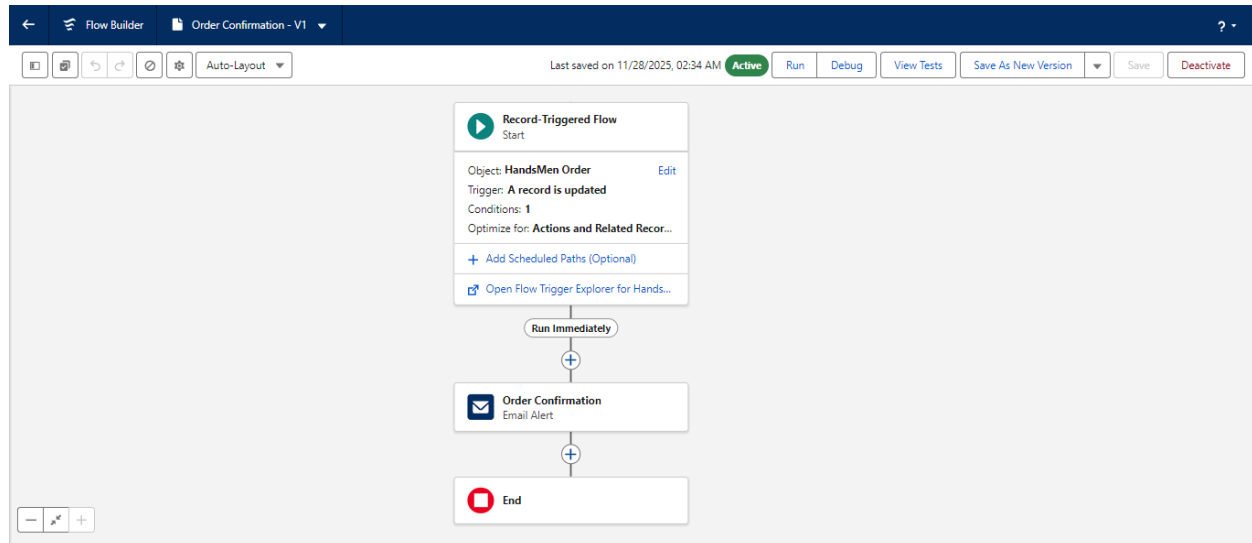 Flow Builder
Order Confirmation - V1
?
Auto-Layout
Last saved on 11/28/2025, 02:34 AM
Active
Run
Debug
View Tests
Save As New Version
Save
Deactivate
Record-Triggered Flow
Start
Object: HandsMen Order
Edit
Trigger: A record is updated
Conditions: 1
Optimize for: Actions and Related Recor...
+ Add Scheduled Paths (Optional)
Open Flow Trigger Explorer for Hands...
Run Immediately
Order Confirmation
Email Alert
End